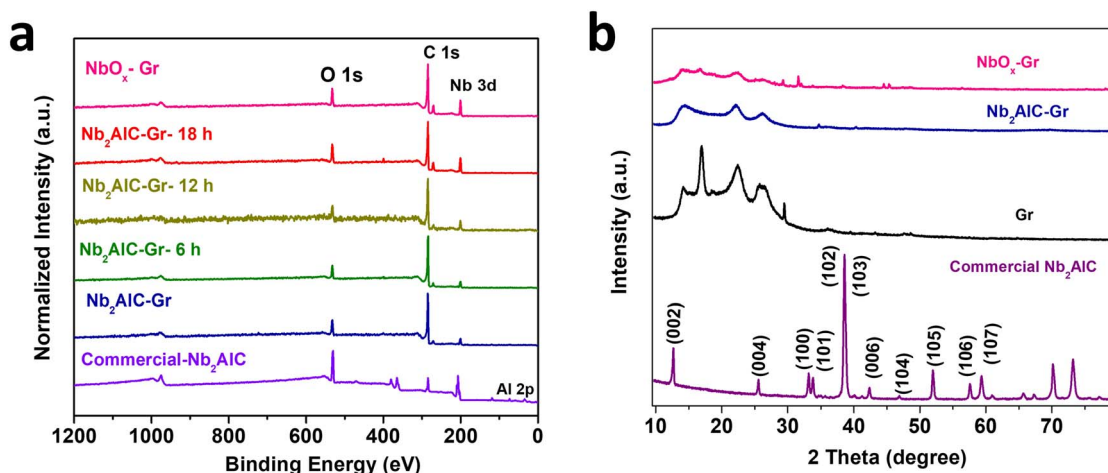 a
NbOₓ- Gr
O 1s
C 1s
Nb 3d
Nb₂AlC-Gr- 18 h
Nb₂AlC-Gr- 12 h
Nb₂AlC-Gr- 6 h
Nb₂AlC-Gr
Commercial-Nb₂AlC
Al 2p
Normalized Intensity (a.u.)
1200 1000 800 600 400 200 0
Binding Energy (eV)
b
NbOₓ-Gr
Nb₂AlC-Gr
Gr
Commercial Nb₂AlC
(002)
(004)
(100)
(101)
(102)
(103)
(006)
(104)
(105)
(106)
(107)
Intensity (a.u.)
10 20 30 40 50 60 70
2 Theta (degree)